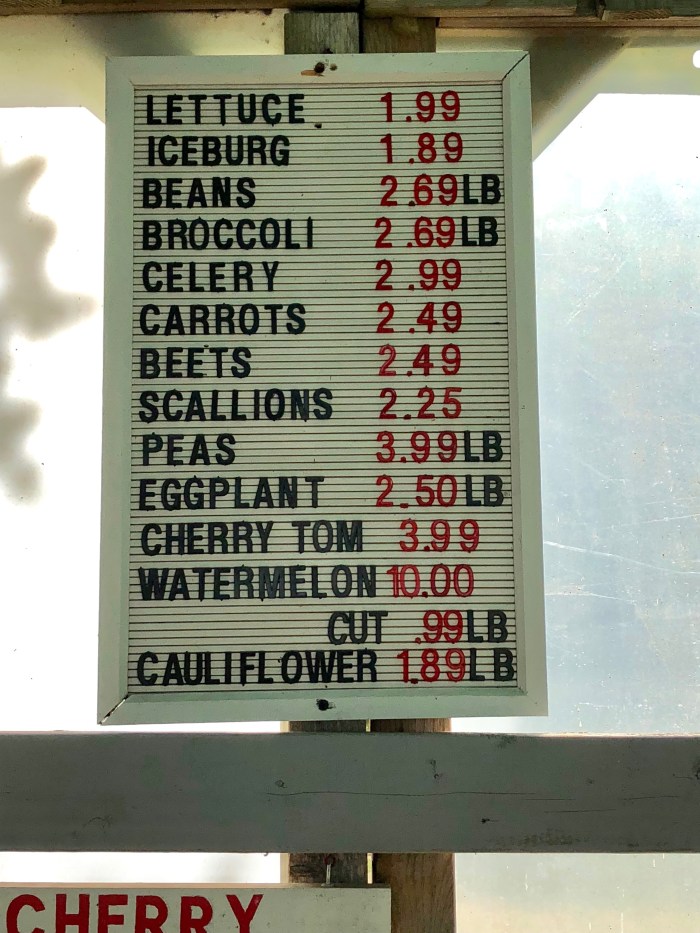 LETTUCE 1.99
ICEBURG 1.89
BEANS 2.69LB
BROCCOLI 2.69LB
CELERY 2.99
CARROTS 2.49
BEETS 2.49
SCALLIONS 2.25
PEAS 3.99LB
EGGPLANT 2.50LB
CHERRY TOM 3.99
WATERMELON 10.00
CUT .99LB
CAULIFLOWER 1.89LB
CHERRY